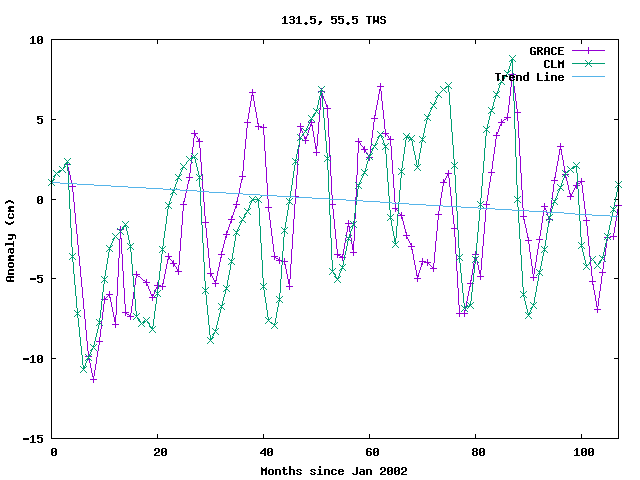 131.5, 55.5 TWS
GRACE
CLM
Trend Line
10
5
0
-5
-10
-15
Anomaly (cm)
0 20 40 60 80 100
Months since Jan 2002